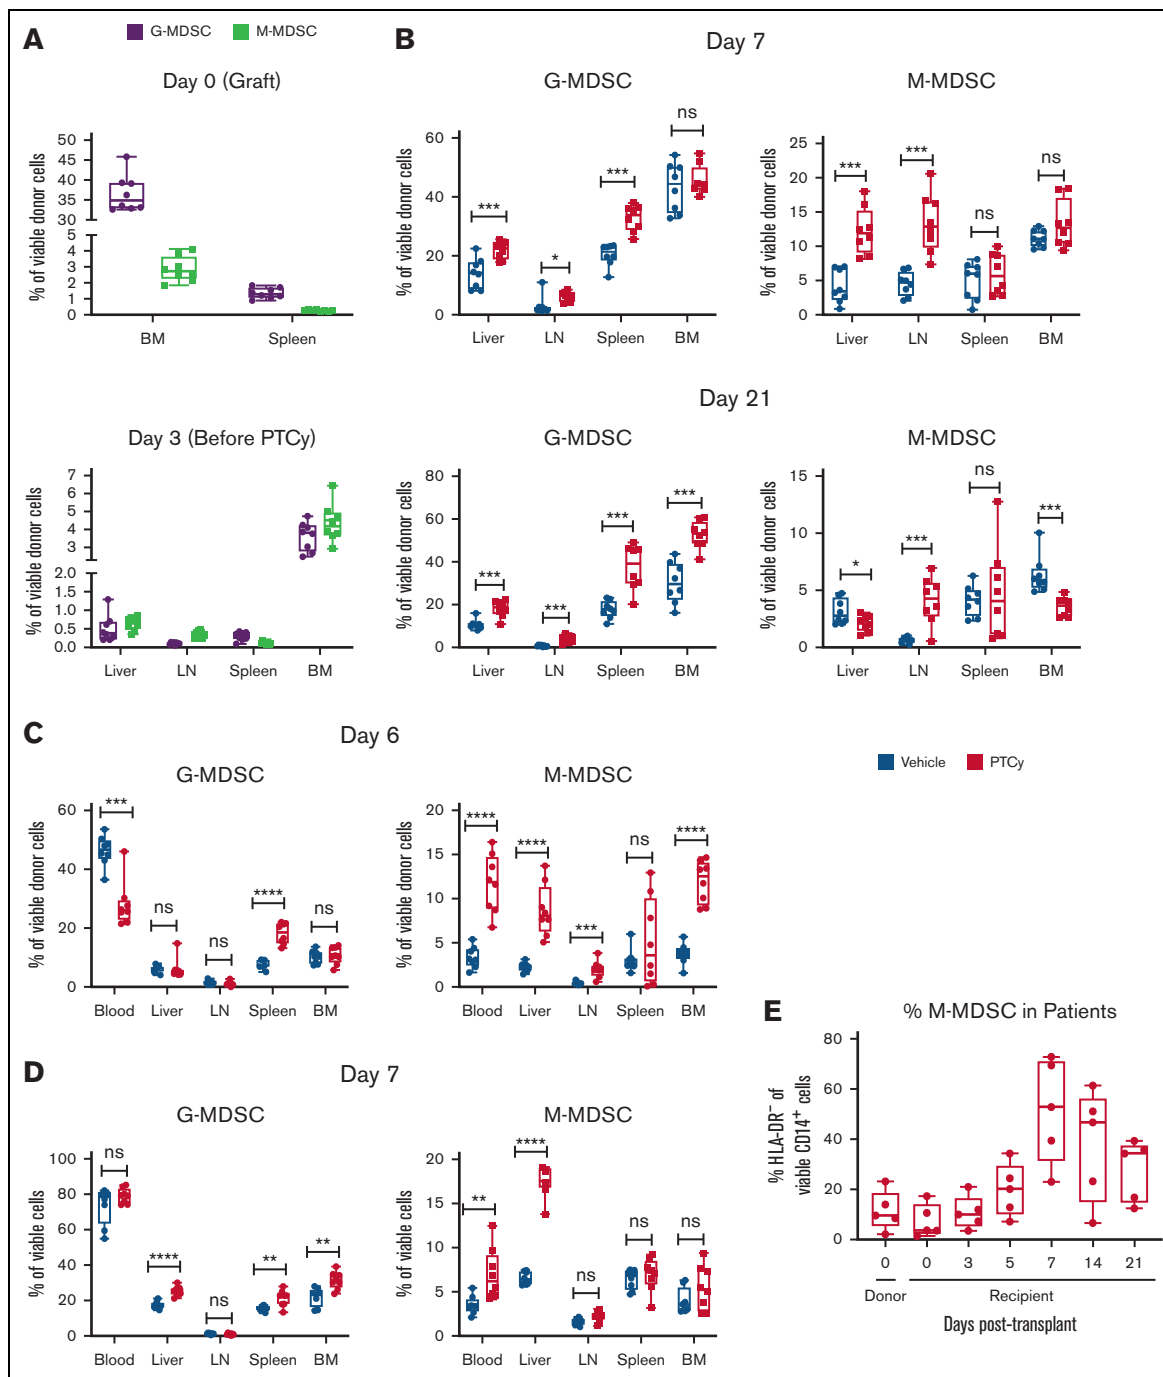 A
G-MDSC
M-MDSC
Day 0 (Graft)
% of viable donor cells
50
45
40
35
30
5
4
3
2
1
0
BM
Spleen
Day 3 (Before PTCy)
% of viable donor cells
7
6
5
4
3
2.0
1.5
1.0
0.5
0.0
Liver
LN
Spleen
BM
B
Day 7
G-MDSC
% of viable donor cells
60
40
20
0
***
*
***
ns
Liver
LN
Spleen
BM
M-MDSC
% of viable donor cells
25
20
15
10
5
0
***
***
ns
ns
Liver
LN
Spleen
BM
Day 21
G-MDSC
% of viable donor cells
80
60
40
20
0
***
***
***
***
Liver
LN
Spleen
BM
M-MDSC
% of viable donor cells
15
10
5
0
*
***
ns
***
Liver
LN
Spleen
BM
C
Day 6
Vehicle
PTCy
G-MDSC
% of viable donor cells
60
40
20
0
***
ns
ns
****
ns
Blood
Liver
LN
Spleen
BM
M-MDSC
% of viable donor cells
20
15
10
5
0
****
****
***
ns
****
Blood
Liver
LN
Spleen
BM
D
Day 7
G-MDSC
% of viable cells
100
80
60
40
20
0
ns
****
ns
**
**
Blood
Liver
LN
Spleen
BM
M-MDSC
% of viable cells
20
15
10
5
0
**
****
ns
ns
ns
Blood
Liver
LN
Spleen
BM
E
% M-MDSC in Patients
% HLA-DR⁻ of
viable CD14⁺ cells
80
60
40
20
0
0
0
3
5
7
14
21
Donor
Recipient
Days post-transplant